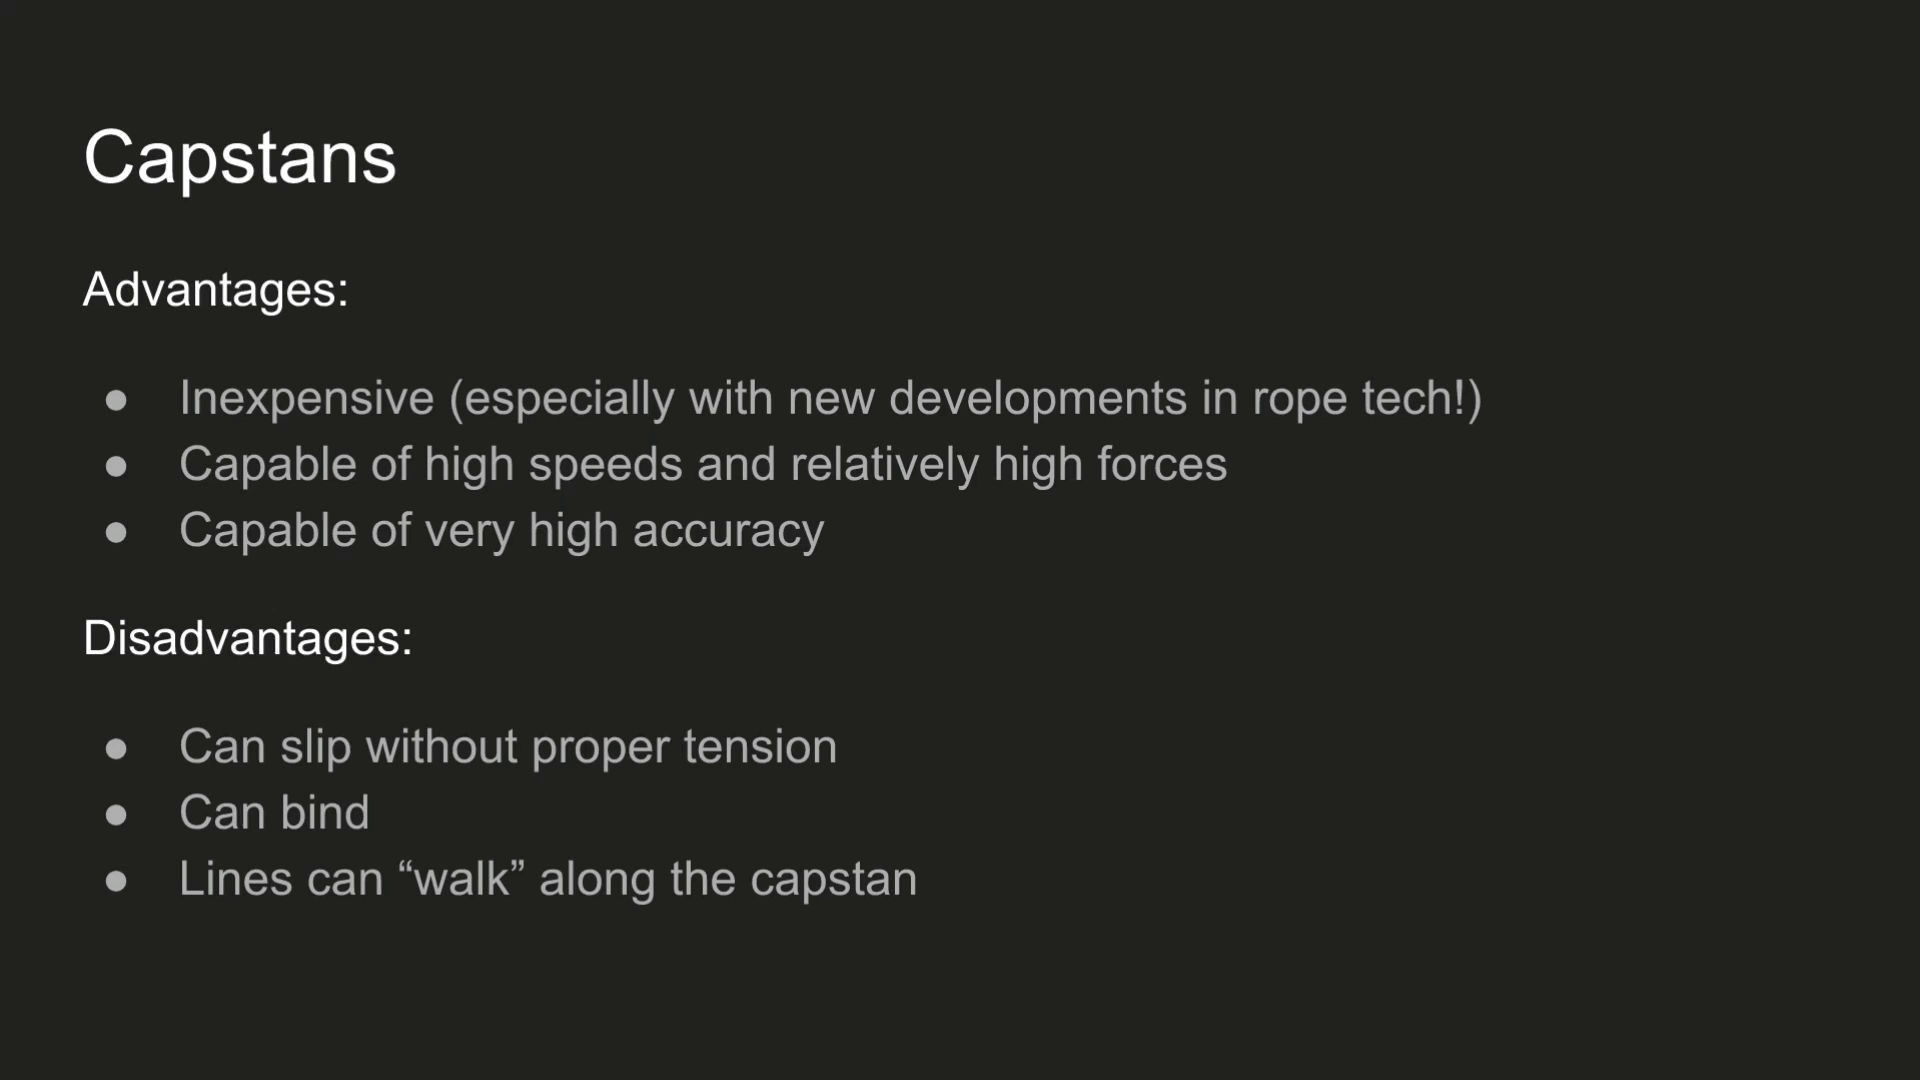 Capstans
Advantages:
● Inexpensive (especially with new developments in rope tech!)
● Capable of high speeds and relatively high forces
● Capable of very high accuracy
Disadvantages:
● Can slip without proper tension
● Can bind
● Lines can “walk” along the capstan